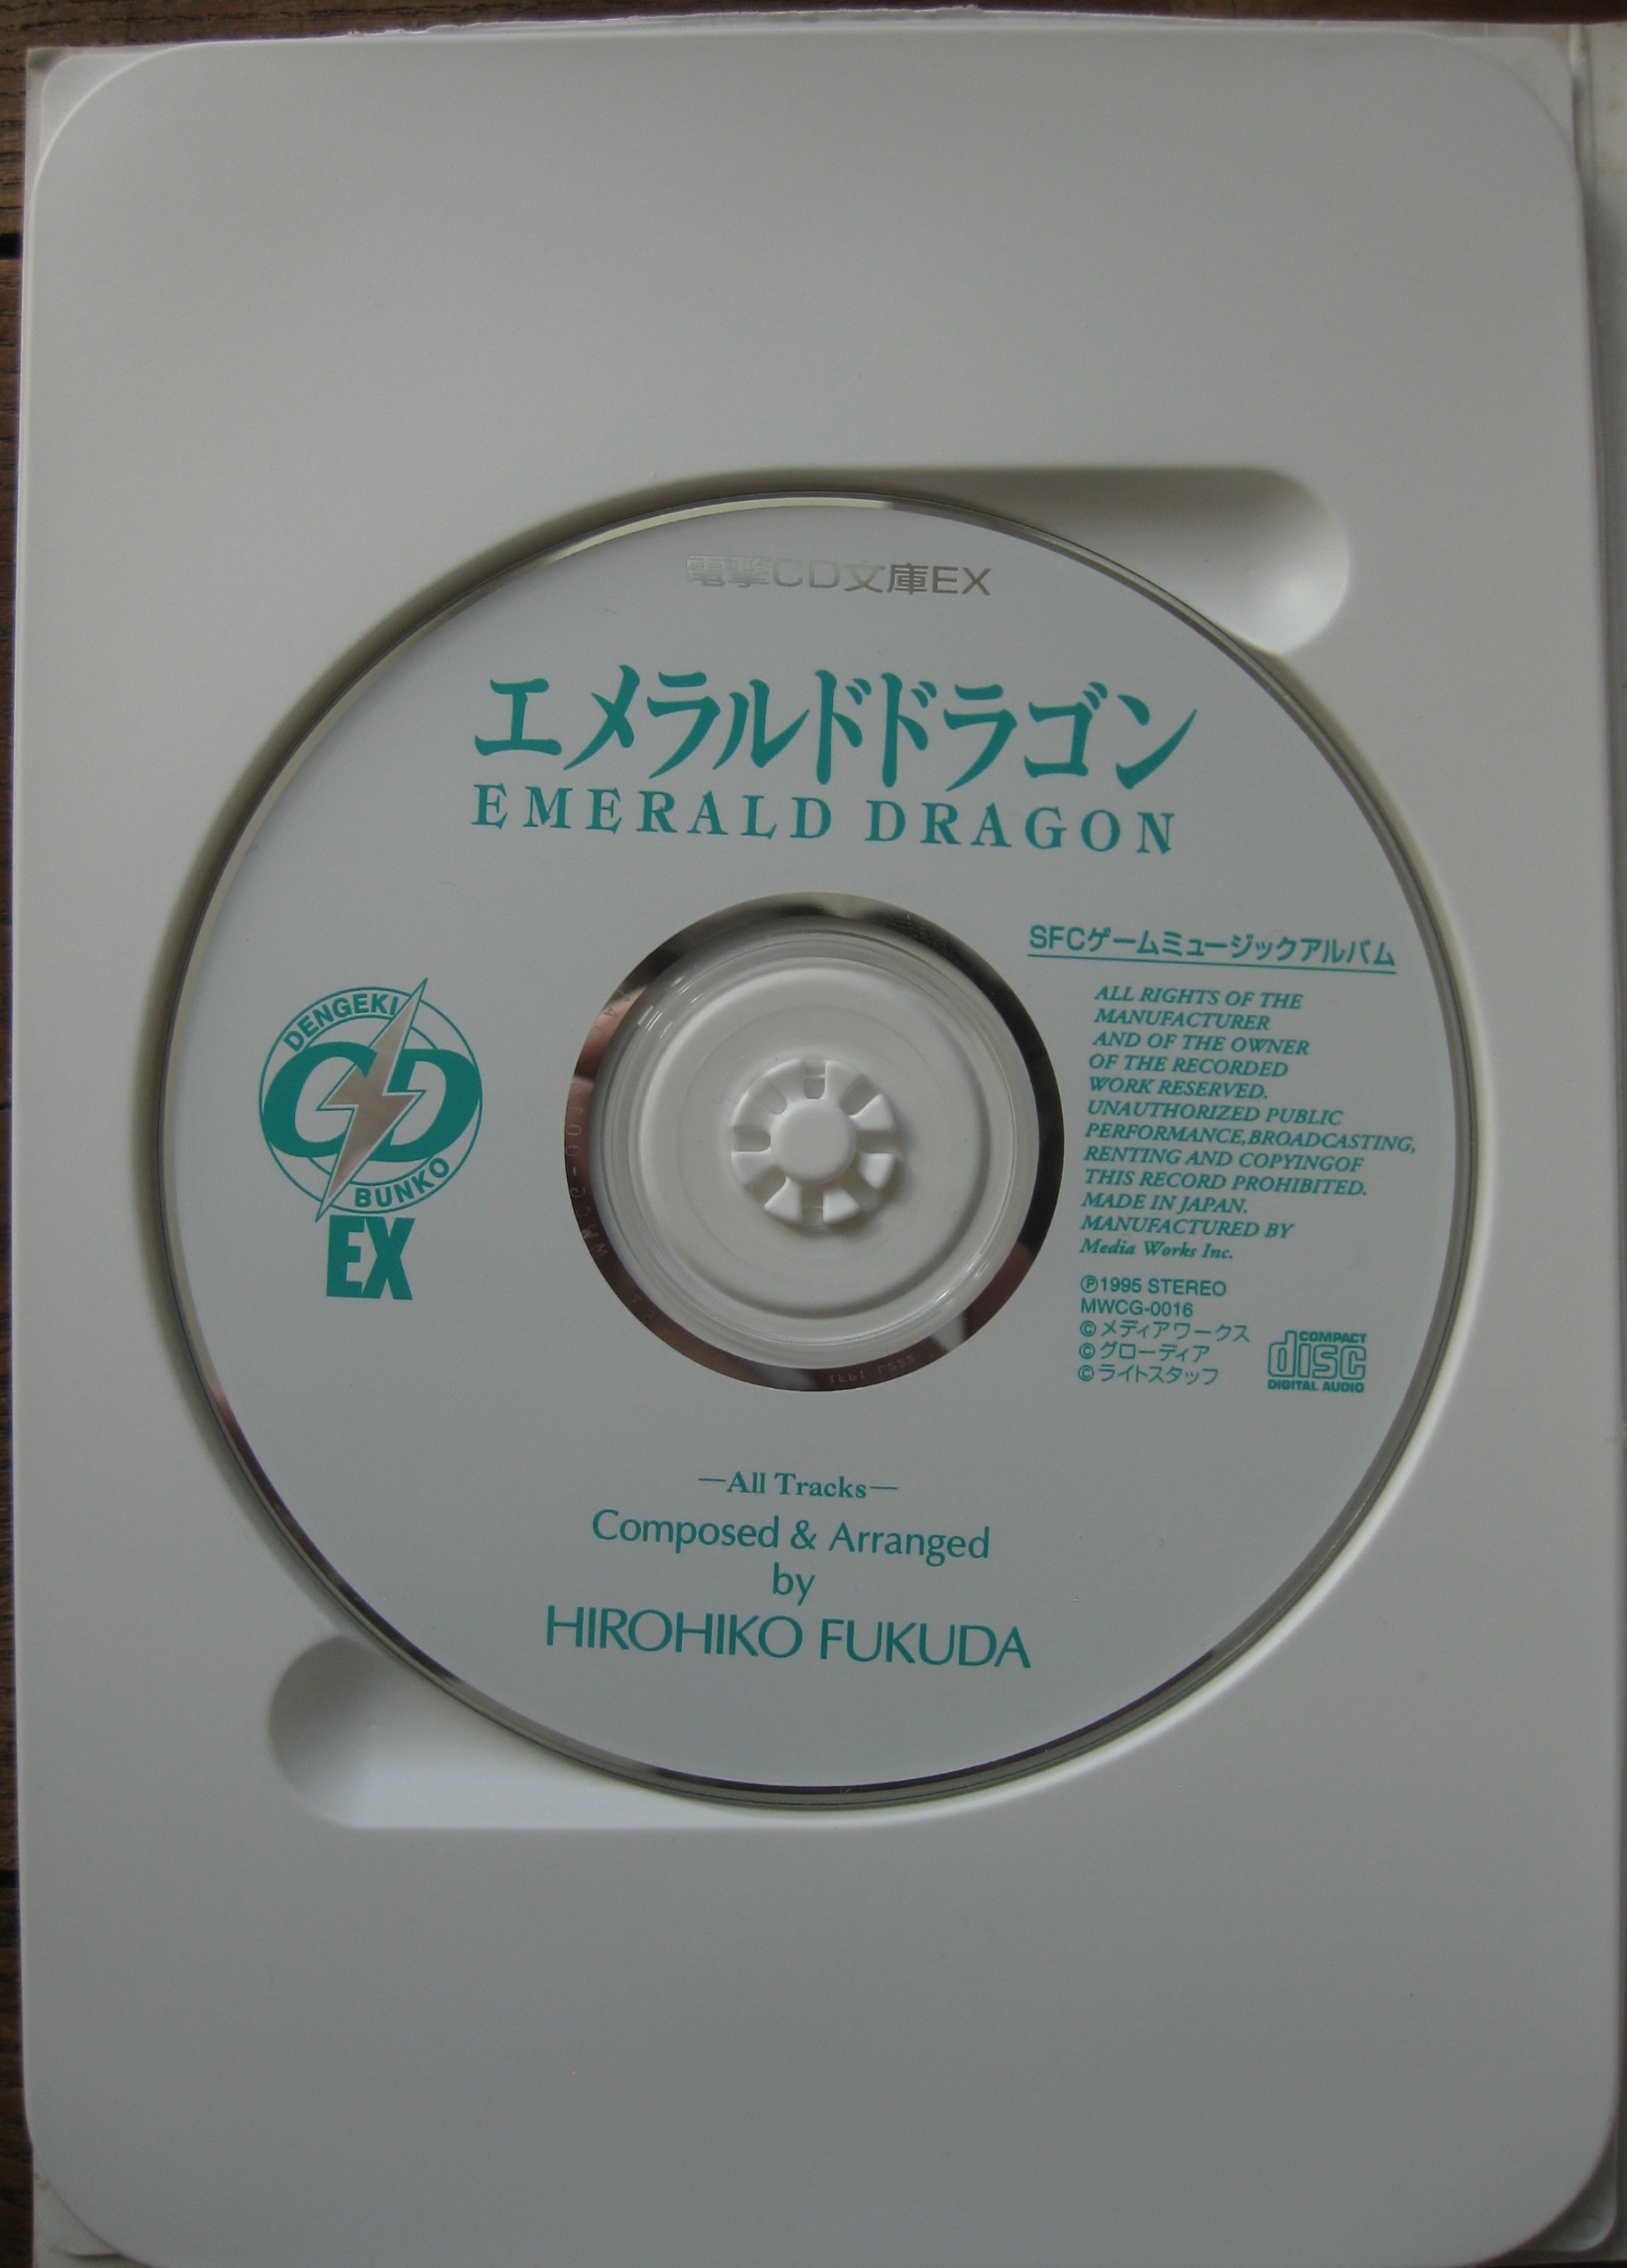 電撃CD文庫EX
エメラルドドラゴン
EMERALD DRAGON
SFCゲームミュージックアルバム
DENGEKI
CD
BUNKO
EX
ALL RIGHTS OF THE
MANUFACTURER
AND OF THE OWNER
OF THE RECORDED
WORK RESERVED.
UNAUTHORIZED PUBLIC
PERFORMANCE,BROADCASTING,
RENTING AND COPYINGOF
THIS RECORD PROHIBITED.
MADE IN JAPAN.
MANUFACTURED BY
Media Works Inc.
Ⓟ1995 STEREO
MWCG-0016
©メディアワークス
©グローディア
©ライトスタッフ
COMPACT
disc
DIGITAL AUDIO
—All Tracks—
Composed & Arranged
by
HIROHIKO FUKUDA